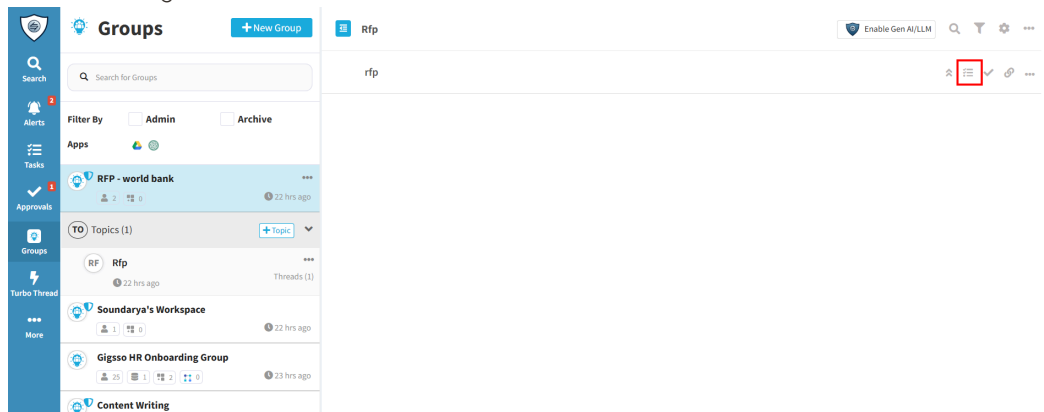 Groups
+ New Group
Rfp
Enable Gen AI/LLM
Search
Search for Groups
rfp
2
Alerts
Filter By Admin Archive
Apps
Tasks
RFP - world bank
1
Approvals
2 0 22 hrs ago
TO Topics (1) + Topic
Groups
RF Rfp
22 hrs ago Threads (1)
Turbo Thread
Soundarya's Workspace
More
1 0 22 hrs ago
Gigsso HR Onboarding Group
25 1 2 0 23 hrs ago
Content Writing